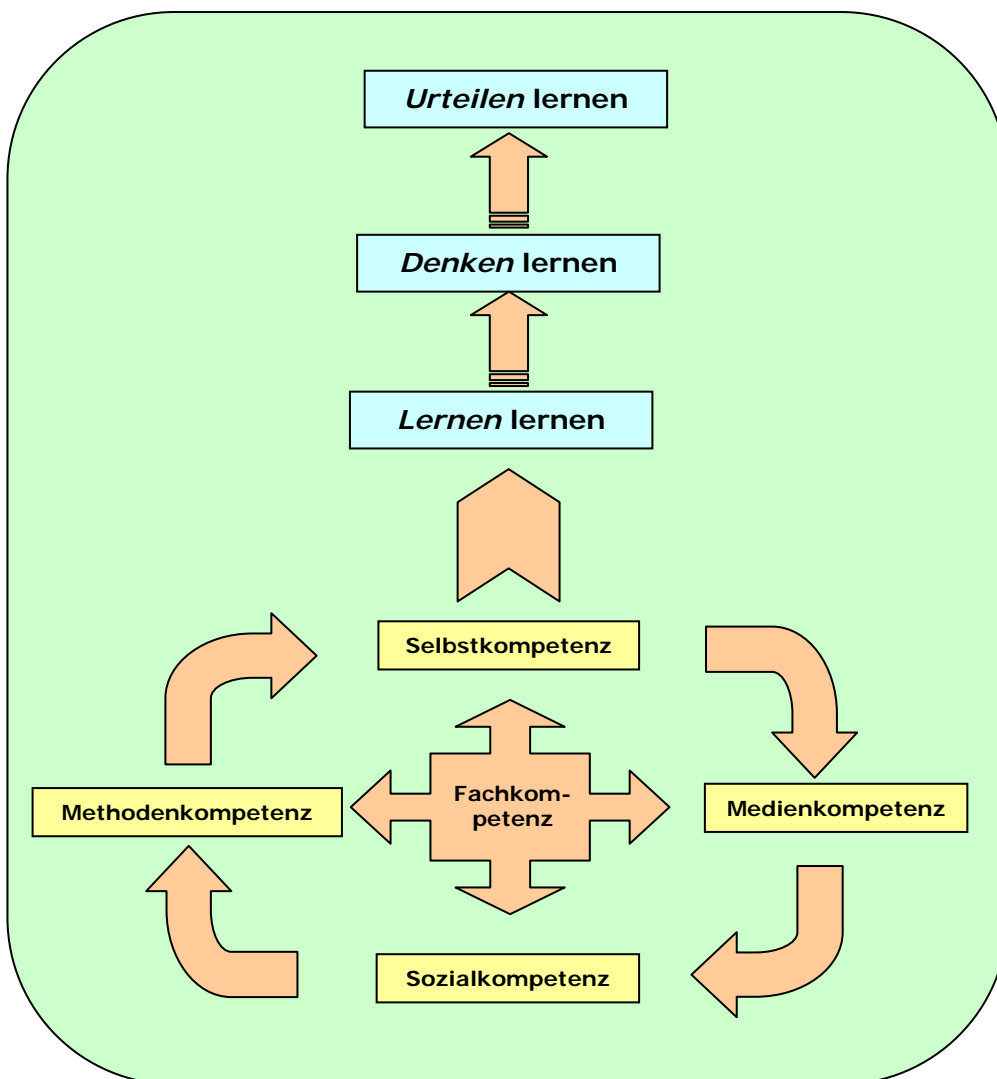 Urteilen lernen
Denken lernen
Lernen lernen
Selbstkompetenz
Methodenkompetenz
Fachkom-
petenz
Medienkompetenz
Sozialkompetenz